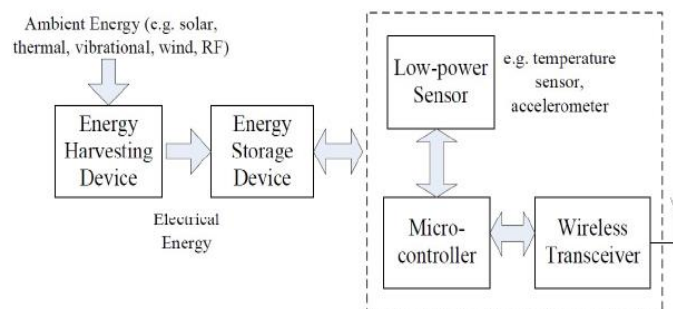 Ambient Energy (e.g. solar,
thermal, vibrational, wind, RF)
Energy
Harvesting
Device
Energy
Storage
Device
Electrical
Energy
Low-power
Sensor
e.g. temperature
sensor,
accelerometer
Micro-
controller
Wireless
Transceiver